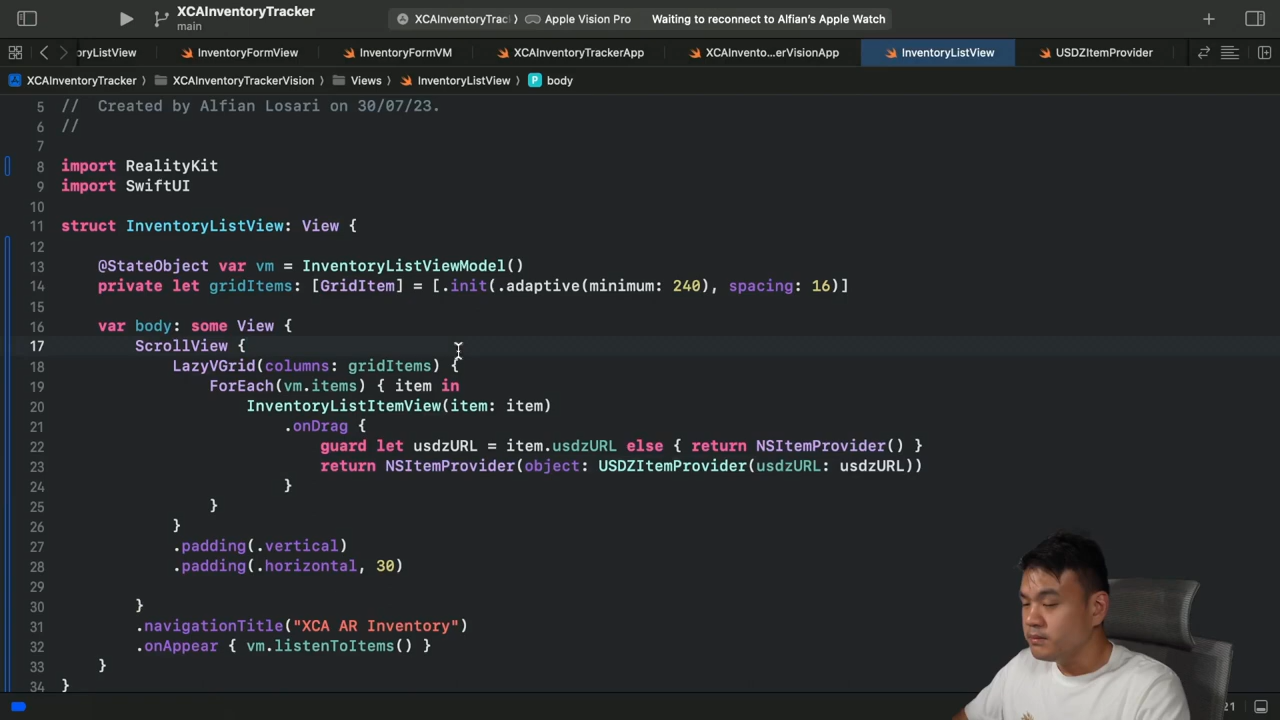 XCAInventoryTracker
main
XCAInventoryTrac
Apple Vision Pro
Waiting to reconnect to Alfian's Apple Watch
oryListView
InventoryFormView
InventoryFormVM
XCAInventoryTrackerApp
XCAInvento...erVisionApp
InventoryListView
USDZItemProvider
XCAInventoryTracker
XCAInventoryTrackerVision
Views
InventoryListView
P body
5 //  Created by Alfian Losari on 30/07/23.
6 //
7
8 import RealityKit
9 import SwiftUI
10
11 struct InventoryListView: View {
12
13     @StateObject var vm = InventoryListViewModel()
14     private let gridItems: [GridItem] = [.init(.adaptive(minimum: 240), spacing: 16)]
15
16     var body: some View {
17         ScrollView {
18             LazyVGrid(columns: gridItems) {
19                 ForEach(vm.items) { item in
20                     InventoryListItemView(item: item)
21                         .onDrag {
22                             guard let usdzURL = item.usdzURL else { return NSItemProvider() }
23                             return NSItemProvider(object: USDZItemProvider(usdzURL: usdzURL))
24                         }
25                 }
26             }
27             .padding(.vertical)
28             .padding(.horizontal, 30)
29
30         }
31         .navigationTitle("XCA AR Inventory")
32         .onAppear { vm.listenToItems() }
33     }
34 }